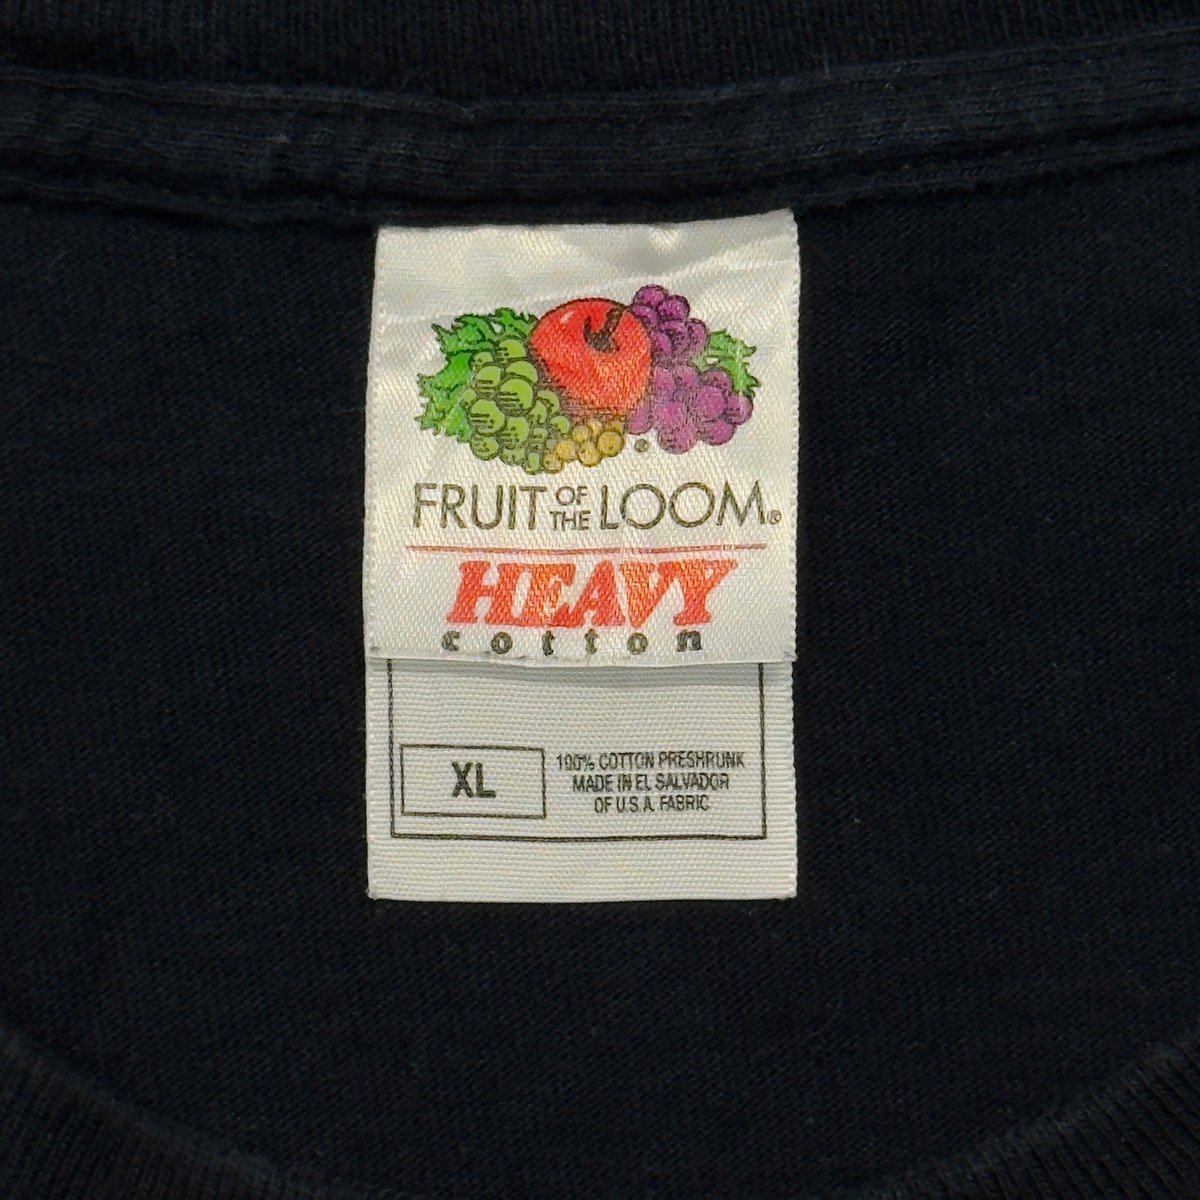 FRUIT OF THE LOOM®
HEAVY
cotton
XL
100% COTTON PRESHRUNK
MADE IN EL SALVADOR
OF U.S.A. FABRIC